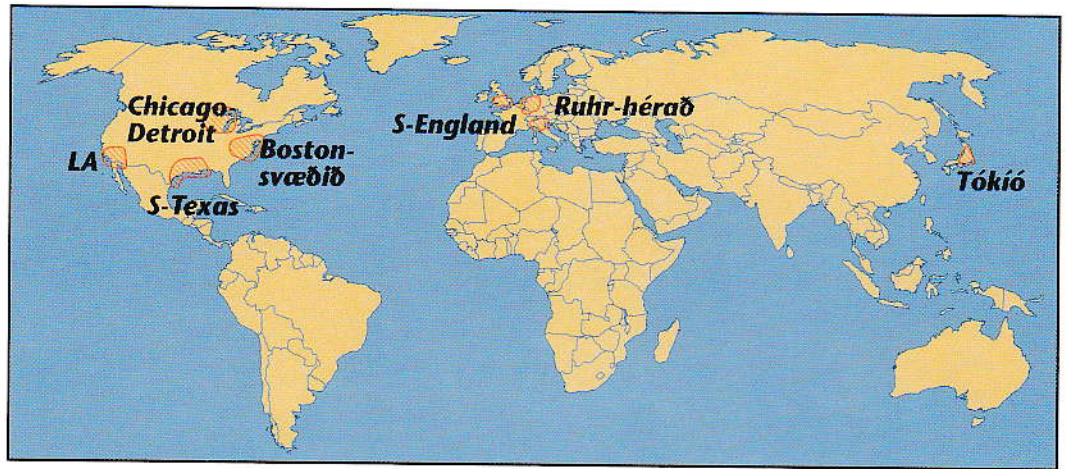 Chicago-
Detroit
LA
Boston-
svæðið
S-Texas
S-England
Ruhr-hérað
Tókíó